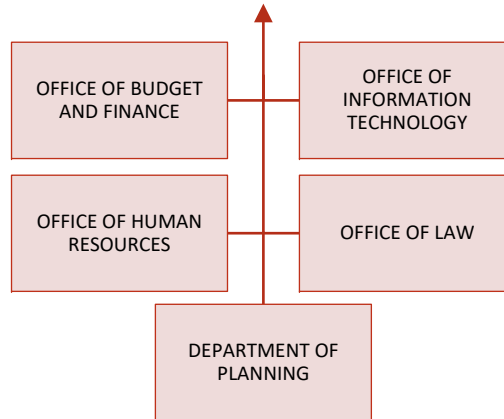 OFFICE OF BUDGET
AND FINANCE
OFFICE OF
INFORMATION
TECHNOLOGY
OFFICE OF HUMAN
RESOURCES
OFFICE OF LAW
DEPARTMENT OF
PLANNING